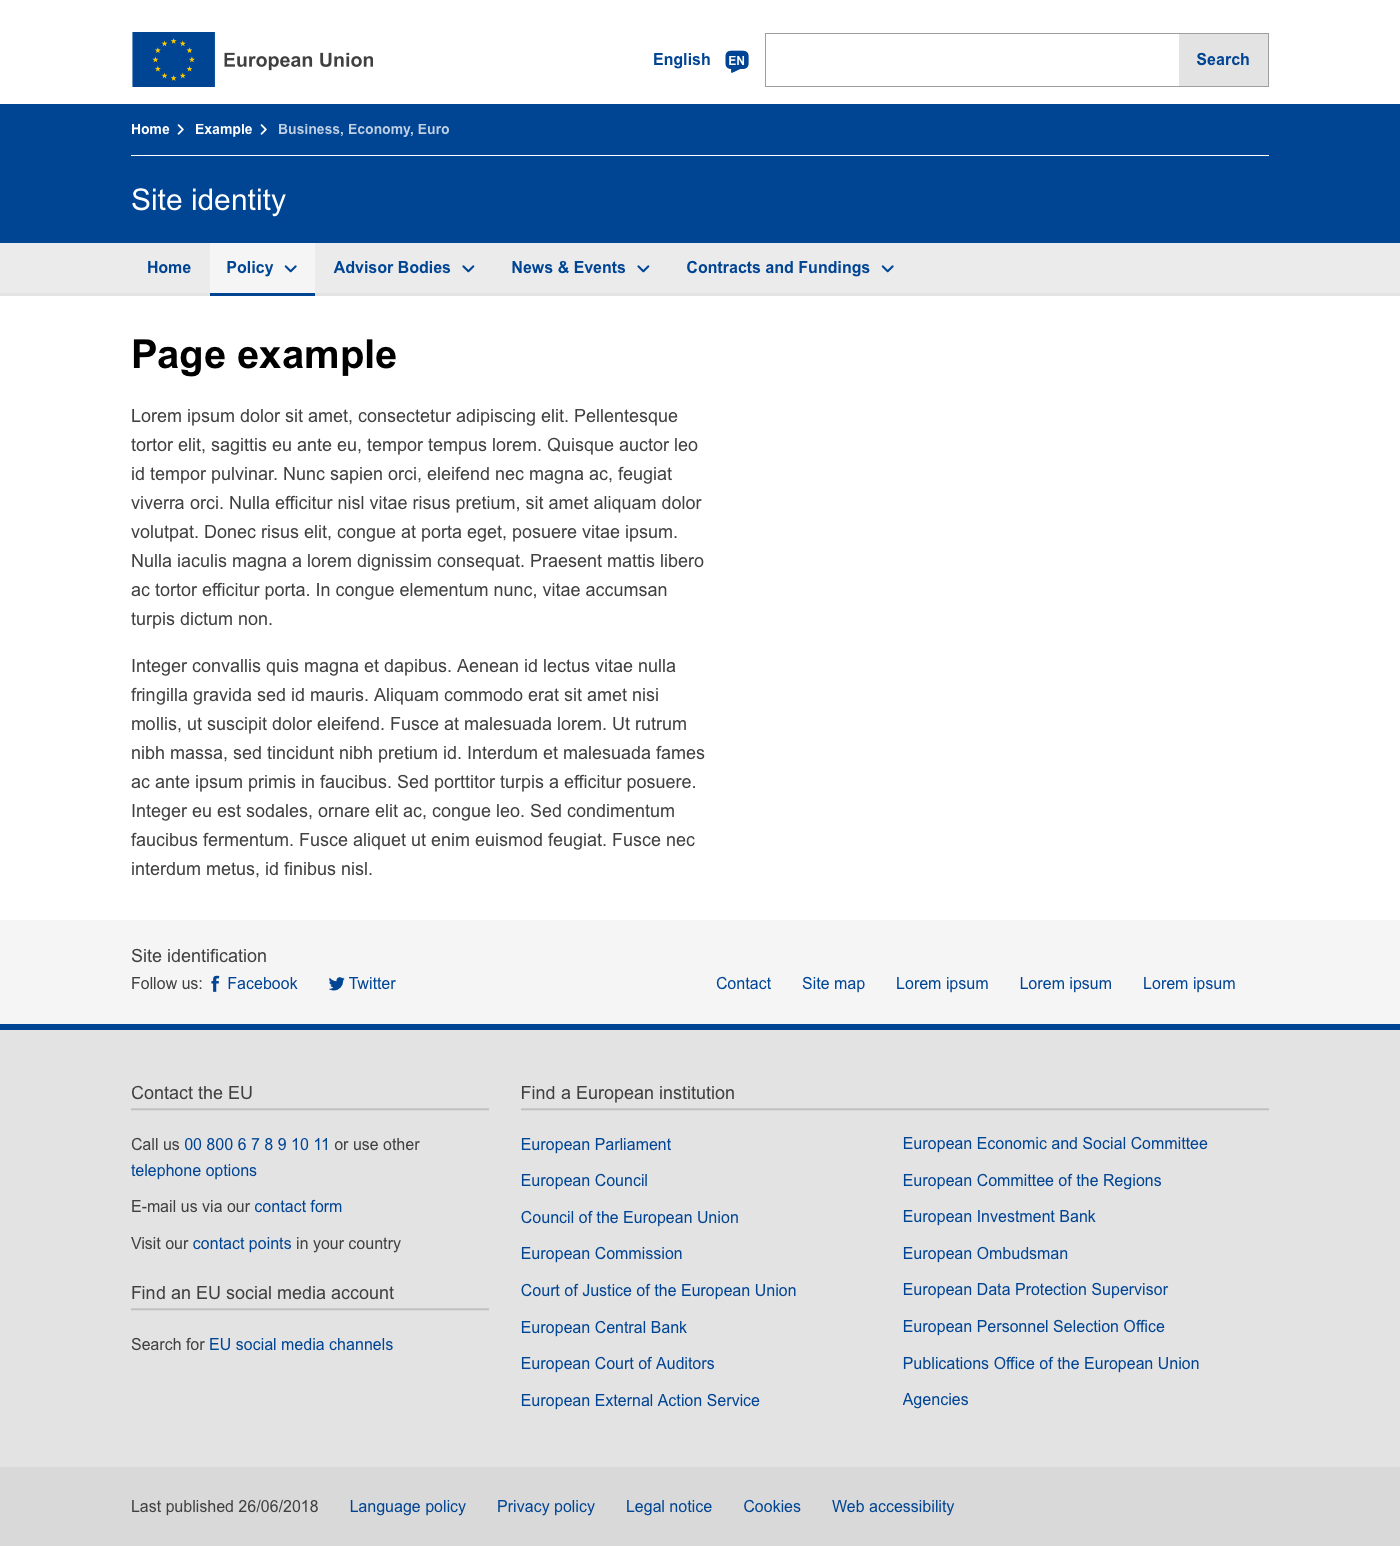 European Union
English EN Search
Home Example Business, Economy, Euro
Site identity
Home Policy Advisor Bodies News & Events Contracts and Fundings
Page example
Lorem ipsum dolor sit amet, consectetur adipiscing elit. Pellentesque
tortor elit, sagittis eu ante eu, tempor tempus lorem. Quisque auctor leo
id tempor pulvinar. Nunc sapien orci, eleifend nec magna ac, feugiat
viverra orci. Nulla efficitur nisl vitae risus pretium, sit amet aliquam dolor
volutpat. Donec risus elit, congue at porta eget, posuere vitae ipsum.
Nulla iaculis magna a lorem dignissim consequat. Praesent mattis libero
ac tortor efficitur porta. In congue elementum nunc, vitae accumsan
turpis dictum non.
Integer convallis quis magna et dapibus. Aenean id lectus vitae nulla
fringilla gravida sed id mauris. Aliquam commodo erat sit amet nisi
mollis, ut suscipit dolor eleifend. Fusce at malesuada lorem. Ut rutrum
nibh massa, sed tincidunt nibh pretium id. Interdum et malesuada fames
ac ante ipsum primis in faucibus. Sed porttitor turpis a efficitur posuere.
Integer eu est sodales, ornare elit ac, congue leo. Sed condimentum
faucibus fermentum. Fusce aliquet ut enim euismod feugiat. Fusce nec
interdum metus, id finibus nisl.
Site identification
Follow us: Facebook Twitter Contact Site map Lorem ipsum Lorem ipsum Lorem ipsum
Contact the EU
Call us 00 800 6 7 8 9 10 11 or use other
telephone options
E-mail us via our contact form
Visit our contact points in your country
Find an EU social media account
Search for EU social media channels
Find a European institution
European Parliament
European Council
Council of the European Union
European Commission
Court of Justice of the European Union
European Central Bank
European Court of Auditors
European External Action Service
European Economic and Social Committee
European Committee of the Regions
European Investment Bank
European Ombudsman
European Data Protection Supervisor
European Personnel Selection Office
Publications Office of the European Union
Agencies
Last published 26/06/2018 Language policy Privacy policy Legal notice Cookies Web accessibility